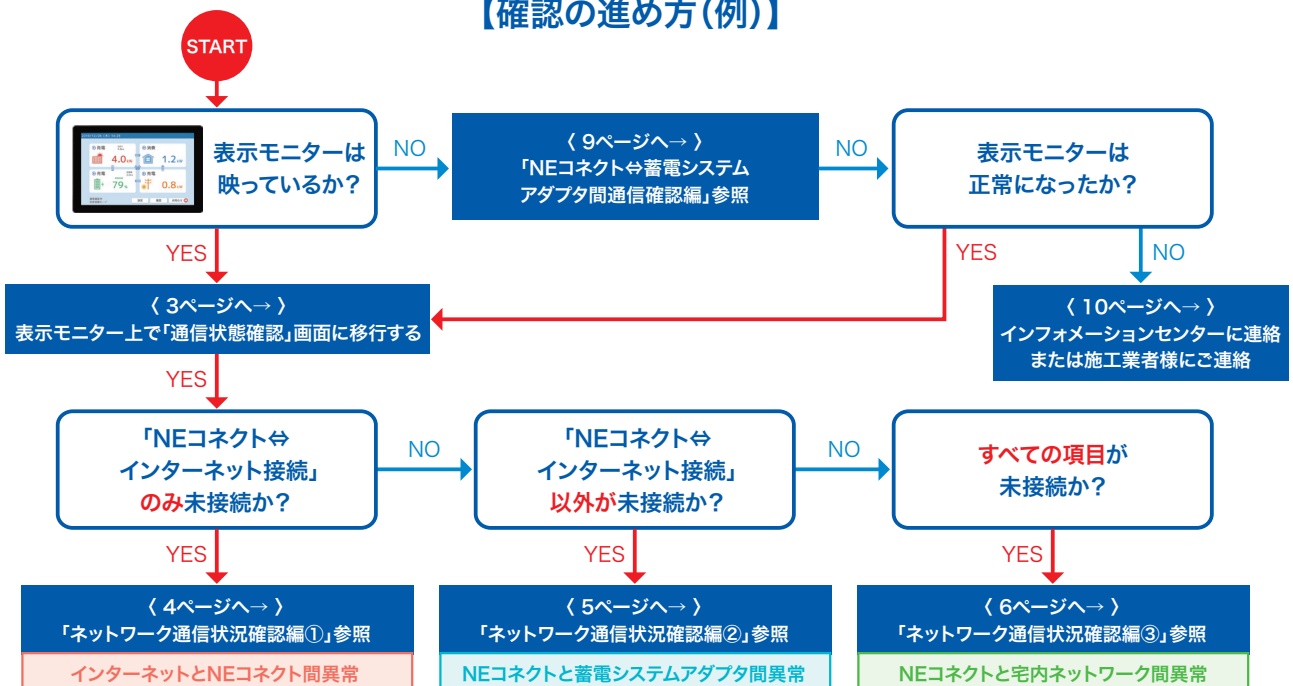 【確認の進め方(例)】
START
4.0
1.2
79
0.8
表示モニターは
映っているか?
NO
〈 9ページへ→ 〉
「NEコネクト⇔蓄電システム
アダプタ間通信確認編」参照
NO
表示モニターは
正常になったか?
YES
YES
NO
〈 3ページへ→ 〉
表示モニター上で「通信状態確認」画面に移行する
〈 10ページへ→ 〉
インフォメーションセンターに連絡
または施工業者様にご連絡
YES
「NEコネクト⇔
インターネット接続」
のみ未接続か?
NO
「NEコネクト⇔
インターネット接続」
以外が未接続か?
NO
すべての項目が
未接続か?
YES
YES
YES
〈 4ページへ→ 〉
「ネットワーク通信状況確認編①」参照
インターネットとNEコネクト間異常
〈 5ページへ→ 〉
「ネットワーク通信状況確認編②」参照
NEコネクトと蓄電システムアダプタ間異常
〈 6ページへ→ 〉
「ネットワーク通信状況確認編③」参照
NEコネクトと宅内ネットワーク間異常